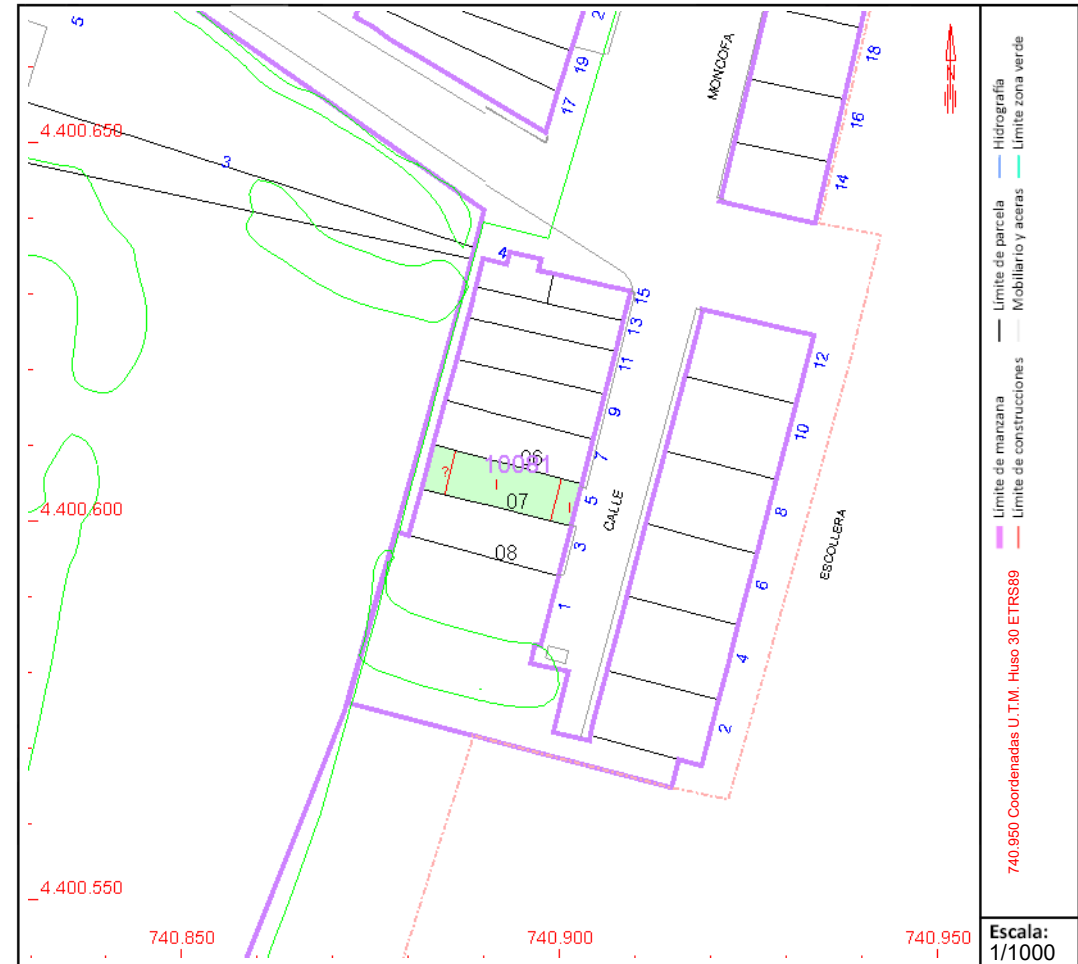 5
2
19
17
MONCOFA
18
16
14
4.400.650
3
4
15
13
11
9
7
5
3
1
12
10
8
6
4
2
06
10081
?
I
07
I
08
CALLE
ESCOLLERA
4.400.600
4.400.550
740.850
740.900
740.950
Hidrografía
Límite zona verde
Límite de parcela
Mobiliario y aceras
Límite de manzana
Límite de construcciones
740.950 Coordenadas U.T.M. Huso 30 ETRS89
Escala:
1/1000